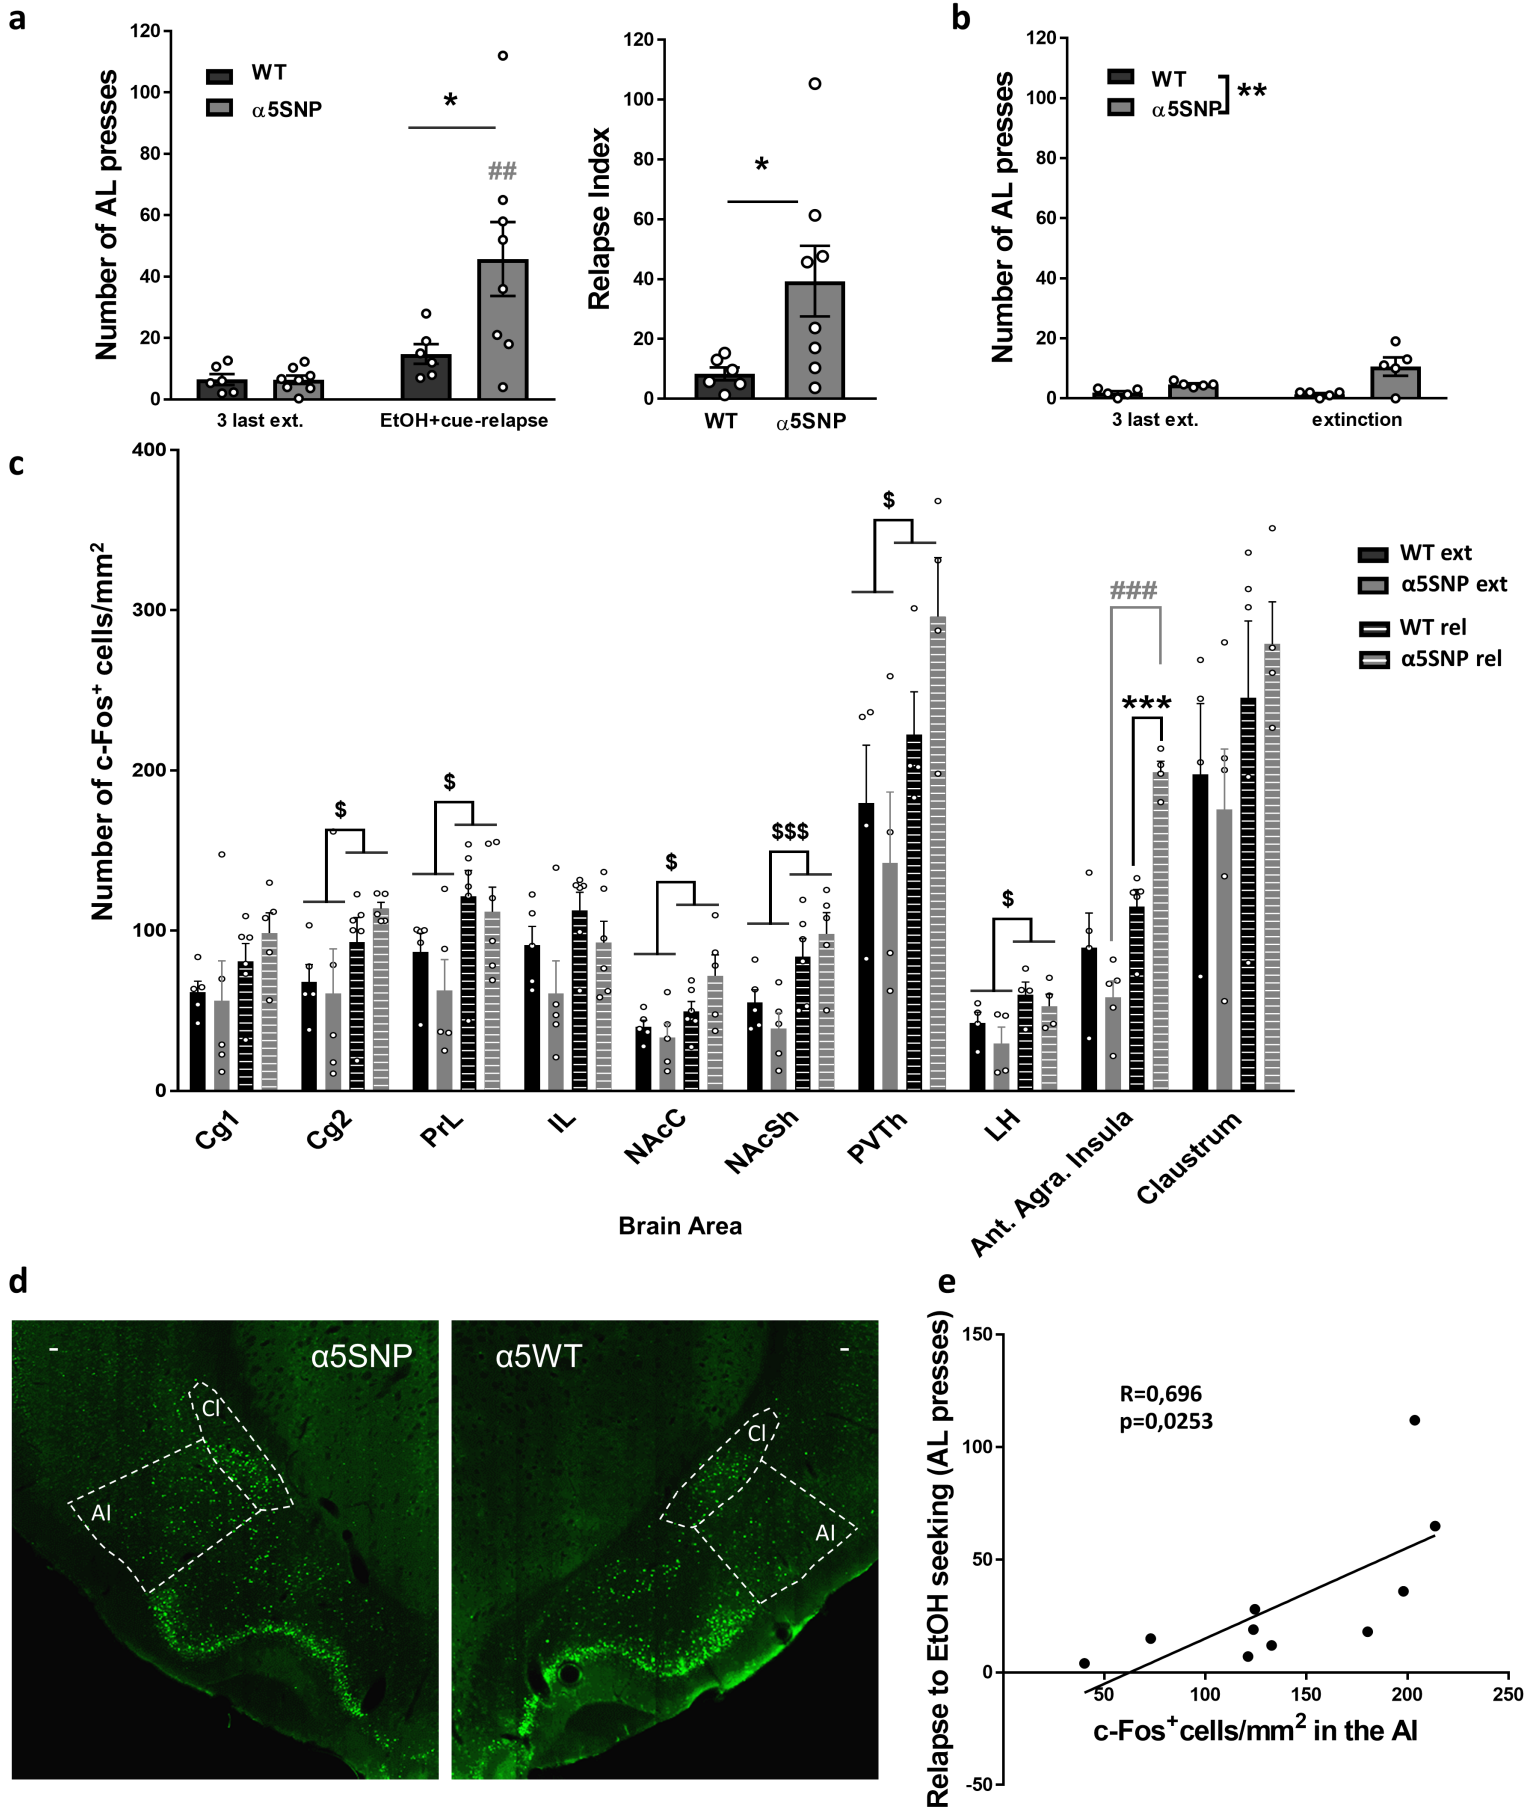 a
Number of AL presses
120
100
80
60
40
20
0
WT
α5SNP
*
##
3 last ext.
EtOH+cue-relapse
Relapse Index
120
100
80
60
40
20
0
*
WT
α5SNP
b
Number of AL presses
120
100
80
60
40
20
0
WT
α5SNP
**
3 last ext.
extinction
c
Number of c-Fos⁺ cells/mm²
400
300
200
100
0
$
$
$
$$$
$
$
###
***
WT ext
α5SNP ext
WT rel
α5SNP rel
Cg1
Cg2
PrL
IL
NAcC
NAcSh
PVTh
LH
Ant. Agra. Insula
Claustrum
Brain Area
d
α5SNP
Cl
AI
α5WT
Cl
AI
e
Relapse to EtOH seeking (AL presses)
150
100
50
0
-50
R=0,696
p=0,0253
50
100
150
200
250
c-Fos⁺cells/mm² in the AI